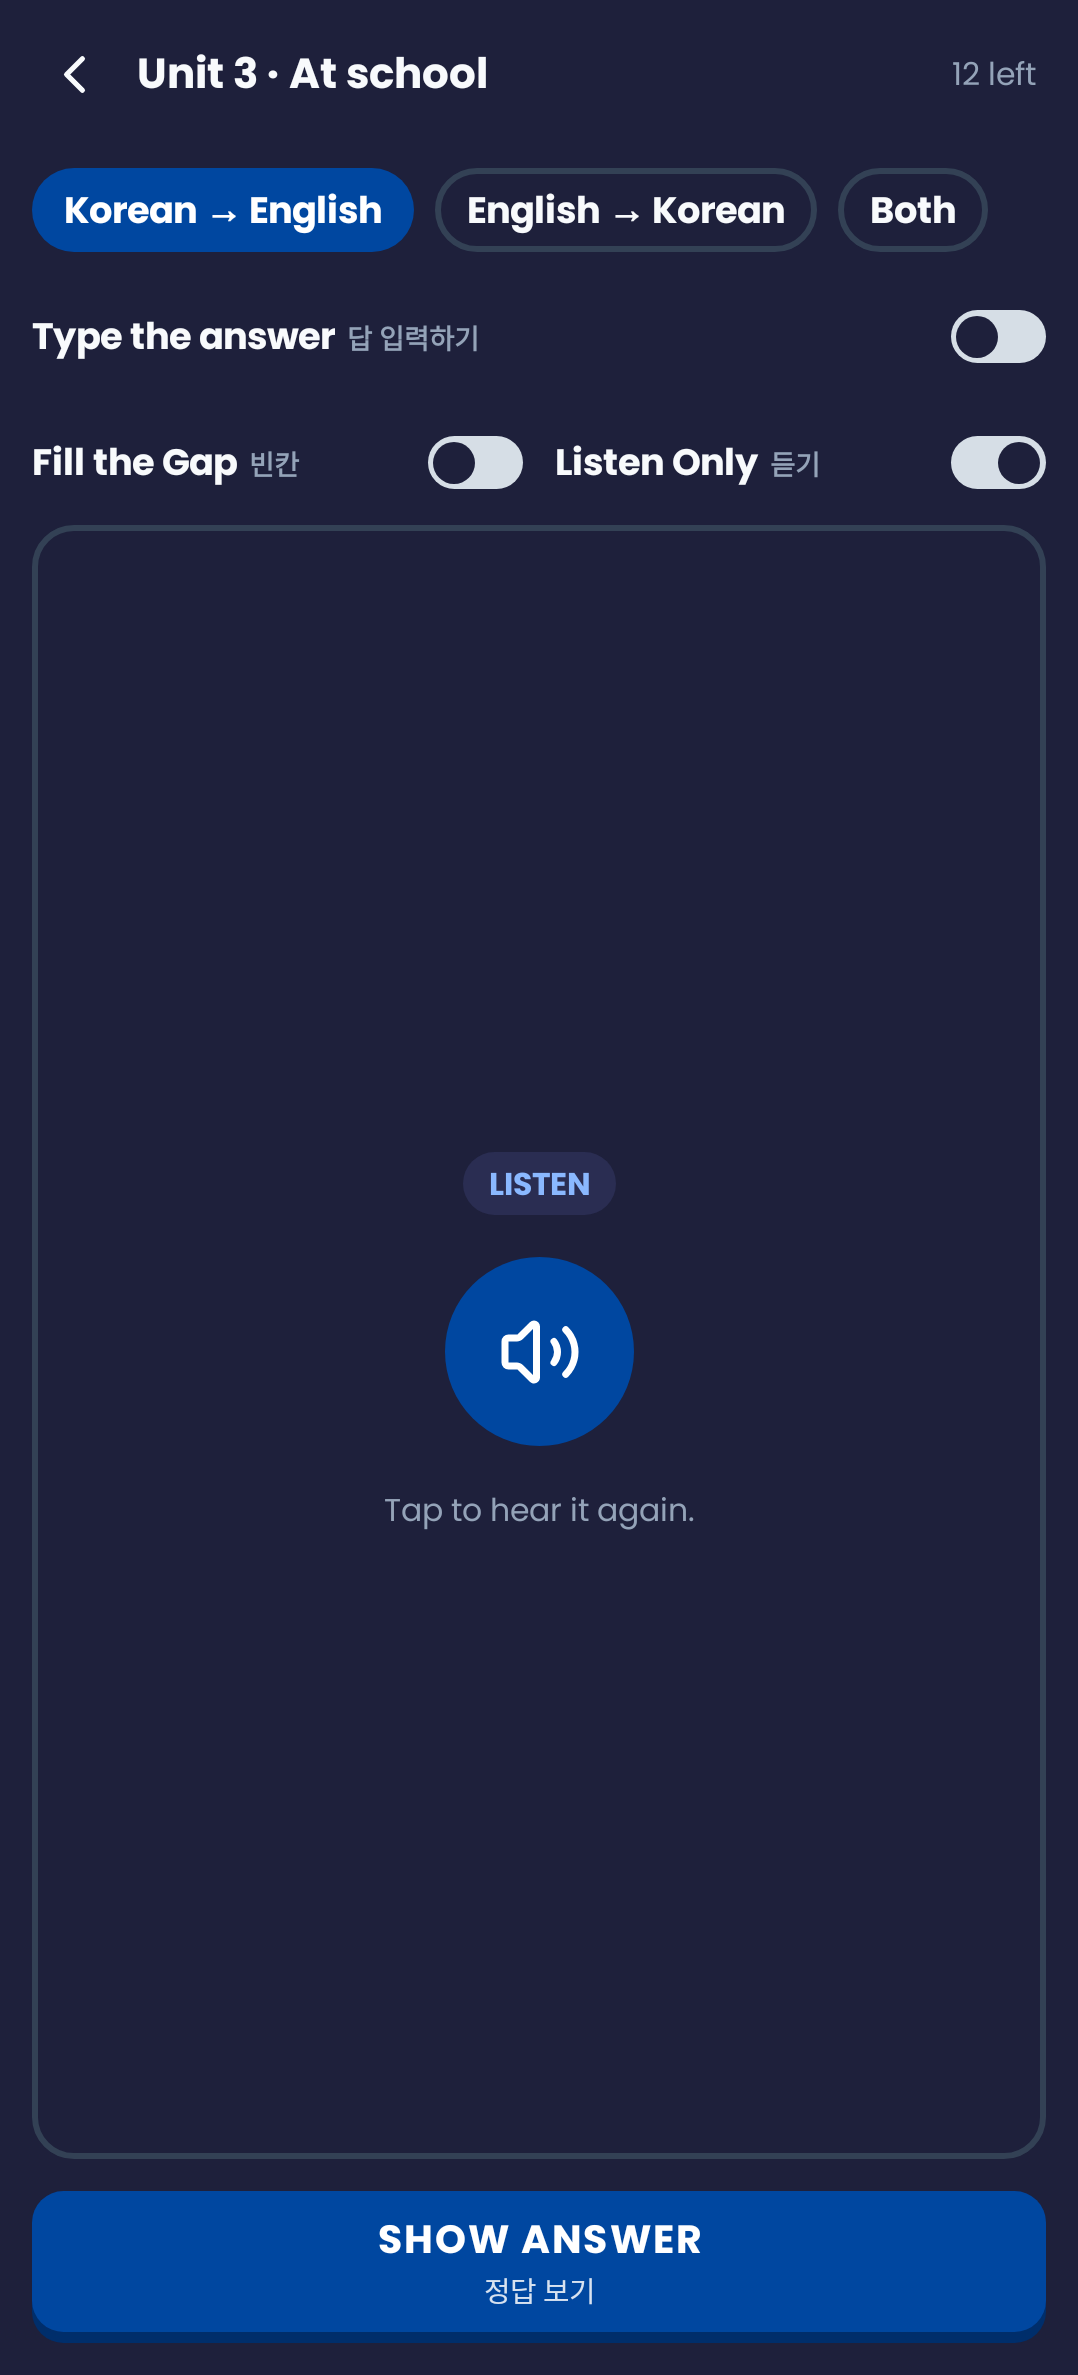 Unit 3 · At school
12 left
Korean → English
English → Korean
Both
Type the answer 답 입력하기
Fill the Gap 빈칸
Listen Only 듣기
LISTEN
Tap to hear it again.
SHOW ANSWER
정답 보기